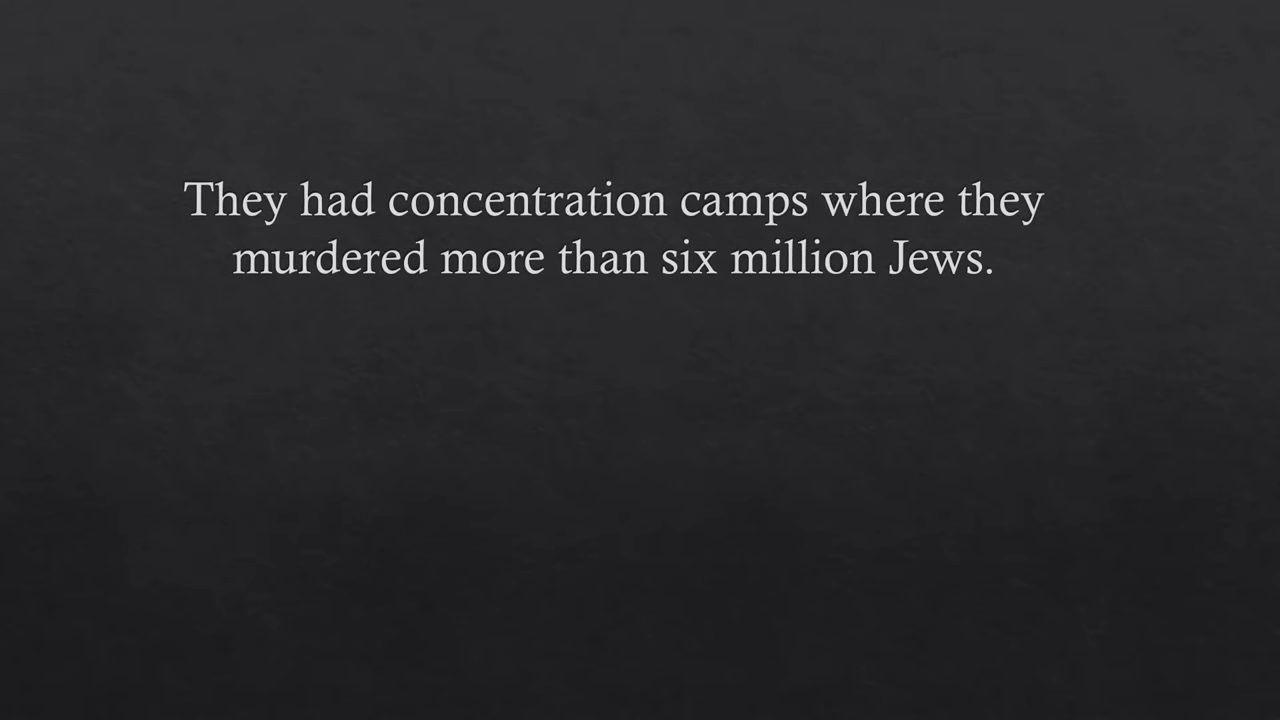 They had concentration camps where they
murdered more than six million Jews.